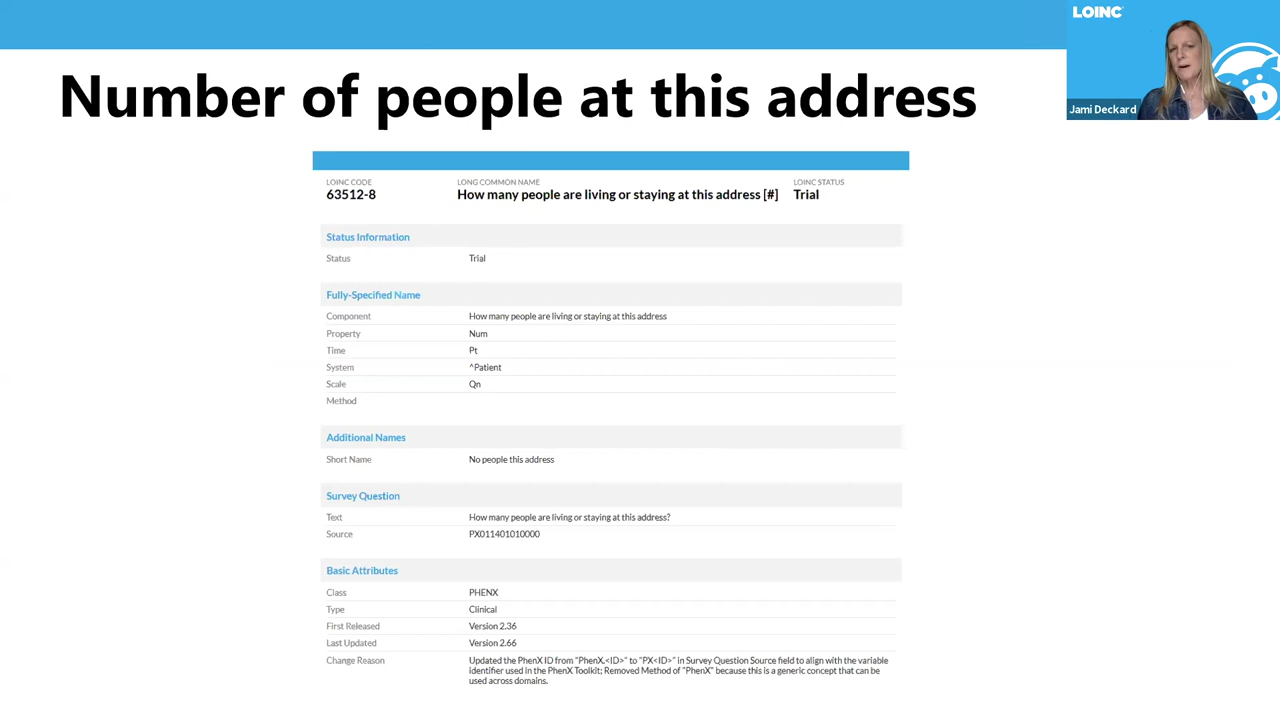 LOINC
Jami Deckard
Number of people at this address
LOINC CODE LONG COMMON NAME LOINC STATUS
63512-8 How many people are living or staying at this address [#] Trial
Status Information
Status Trial
Fully-Specified Name
Component How many people are living or staying at this address
Property Num
Time Pt
System ^Patient
Scale Qn
Method
Additional Names
Short Name No people this address
Survey Question
Text How many people are living or staying at this address?
Source PX011401010000
Basic Attributes
Class PHENX
Type Clinical
First Released Version 2.36
Last Updated Version 2.66
Change Reason Updated the PhenX ID from "PhenX.<ID>" to "PX<ID>" in Survey Question Source field to align with the variable
identifier used in the PhenX Toolkit; Removed Method of "PhenX" because this is a generic concept that can be
used across domains.